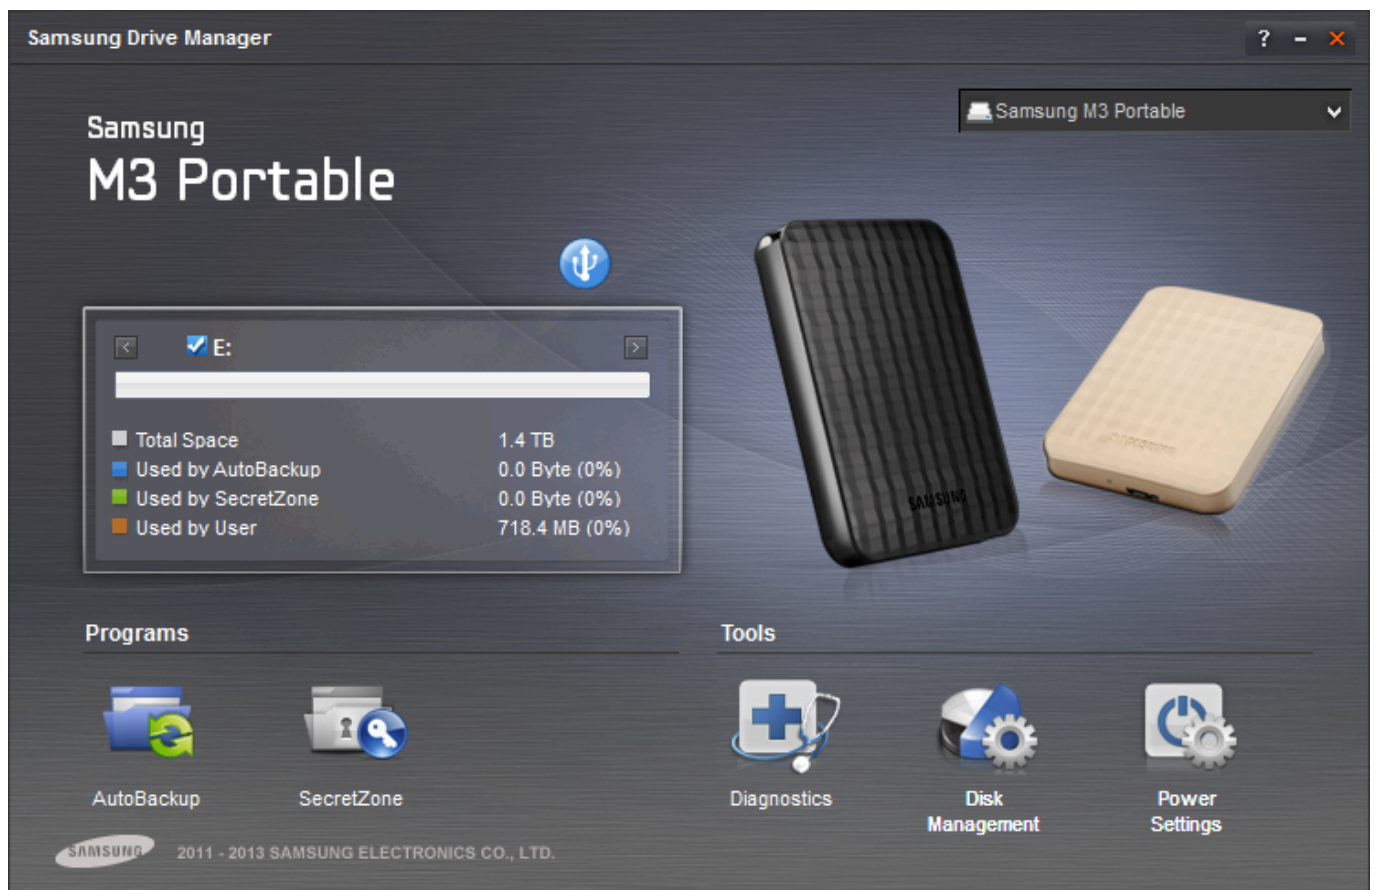 Samsung Drive Manager
? – ×
Samsung M3 Portable
Samsung
M3 Portable
E:
Total Space 1.4 TB
Used by AutoBackup 0.0 Byte (0%)
Used by SecretZone 0.0 Byte (0%)
Used by User 718.4 MB (0%)
SAMSUNG
SAMSUNG
Programs
Tools
AutoBackup
SecretZone
Diagnostics
Disk
Management
Power
Settings
SAMSUNG 2011 - 2013 SAMSUNG ELECTRONICS CO., LTD.